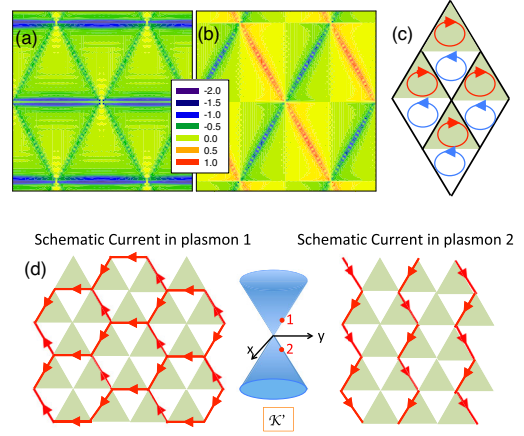 (a)
(b)
(c)
-2.0
-1.5
-1.0
-0.5
0.0
0.5
1.0
Schematic Current in plasmon 1
Schematic Current in plasmon 2
(d)
1
x
y
2
𝒦'